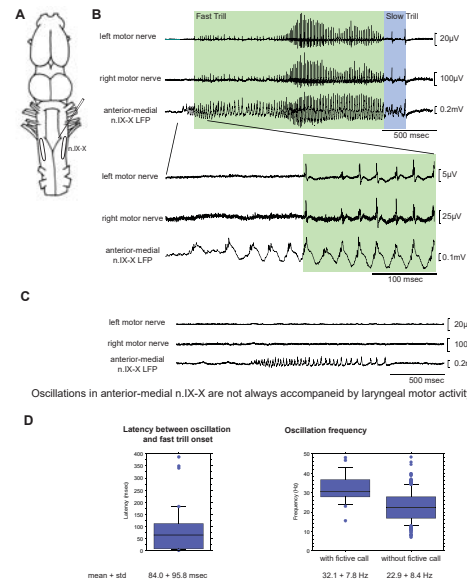 A
n.IX-X
B
Fast Trill
Slow Trill
left motor nerve
20μV
right motor nerve
100μV
anterior-medial
n.IX-X LFP
0.2mV
500 msec
left motor nerve
5μV
right motor nerve
25μV
anterior-medial
n.IX-X LFP
0.1mV
100 msec
C
left motor nerve
20μ
right motor nerve
100
anterior-medial
n.IX-X LFP
0.2
500 msec
Oscillations in anterior-medial n.IX-X are not always accompaneid by laryngeal motor activit
D
Latency between oscillation
and fast trill onset
Latency (msec)
400
350
300
250
200
150
100
50
0
mean + std
84.0 + 95.8 msec
Oscillation frequency
Frequency (Hz)
50
40
30
20
10
0
with fictive call
without fictive call
32.1 + 7.8 Hz
22.9 + 8.4 Hz